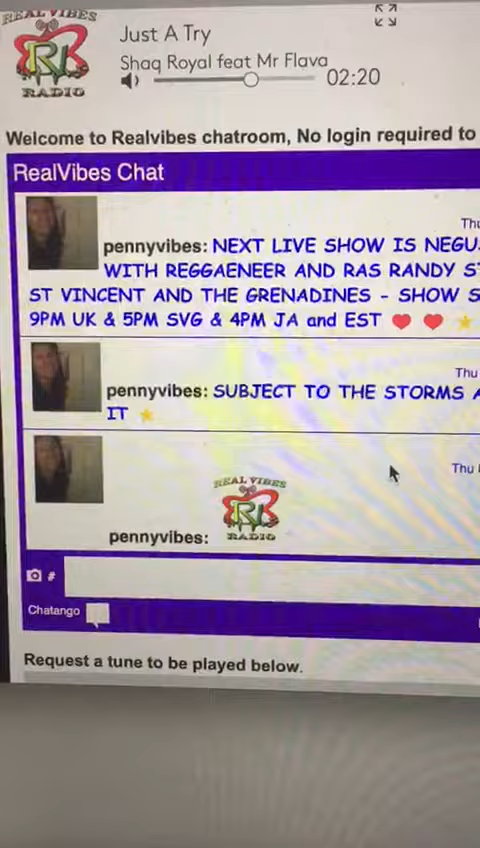 REAL VIBES
RADIO
Just A Try
Shaq Royal feat Mr Flava
02:20
Welcome to Realvibes chatroom, No login required to
RealVibes Chat
Thu
pennyvibes: NEXT LIVE SHOW IS NEGU
WITH REGGAENEER AND RAS RANDY
ST VINCENT AND THE GRENADINES - SHOW
9PM UK & 5PM SVG & 4PM JA and EST
Thu
pennyvibes: SUBJECT TO THE STORMS
IT
Thu
REAL VIBES
RADIO
pennyvibes:
#
Chatango
Request a tune to be played below.